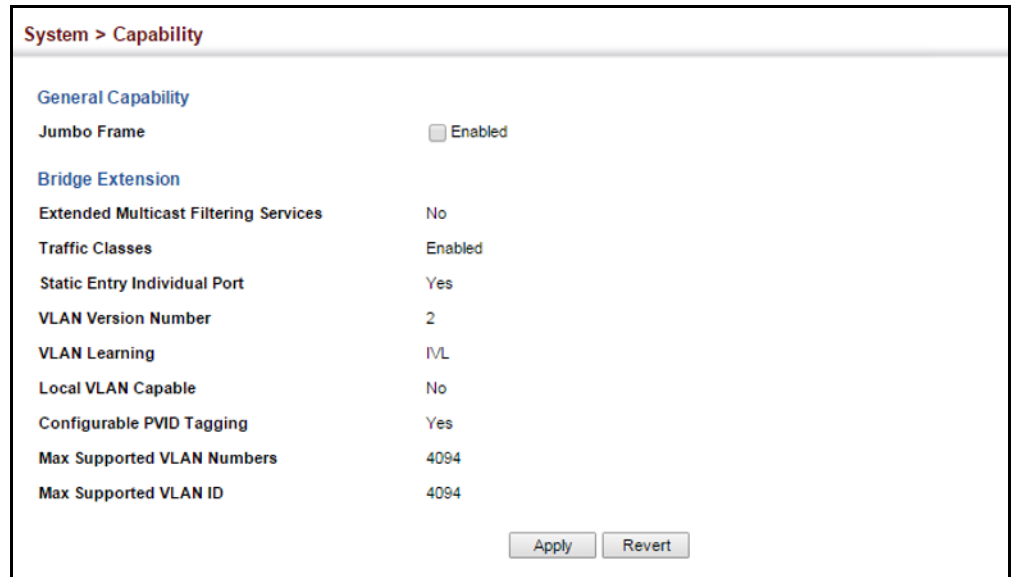 System > Capability
General Capability
Jumbo Frame Enabled
Bridge Extension
Extended Multicast Filtering Services No
Traffic Classes Enabled
Static Entry Individual Port Yes
VLAN Version Number 2
VLAN Learning IVL
Local VLAN Capable No
Configurable PVID Tagging Yes
Max Supported VLAN Numbers 4094
Max Supported VLAN ID 4094
Apply Revert